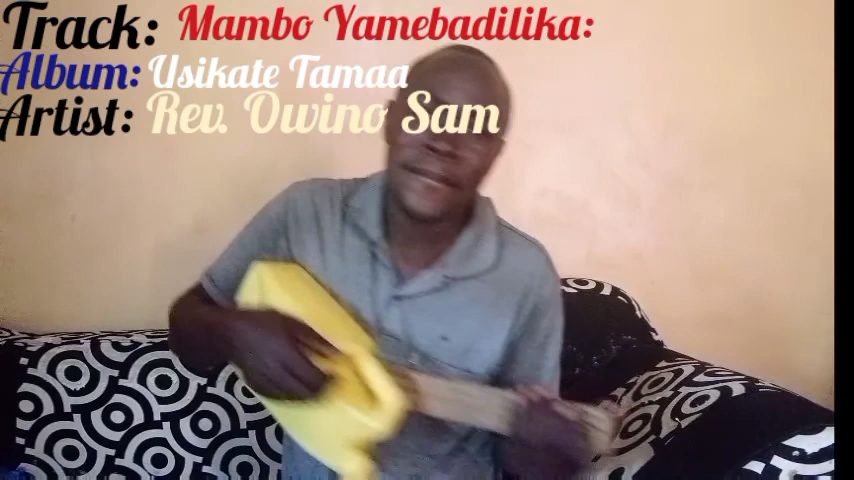 Track: Mambo Yamebadilika:
Album: Usikate Tamaa
Artist: Rev. Owino Sam